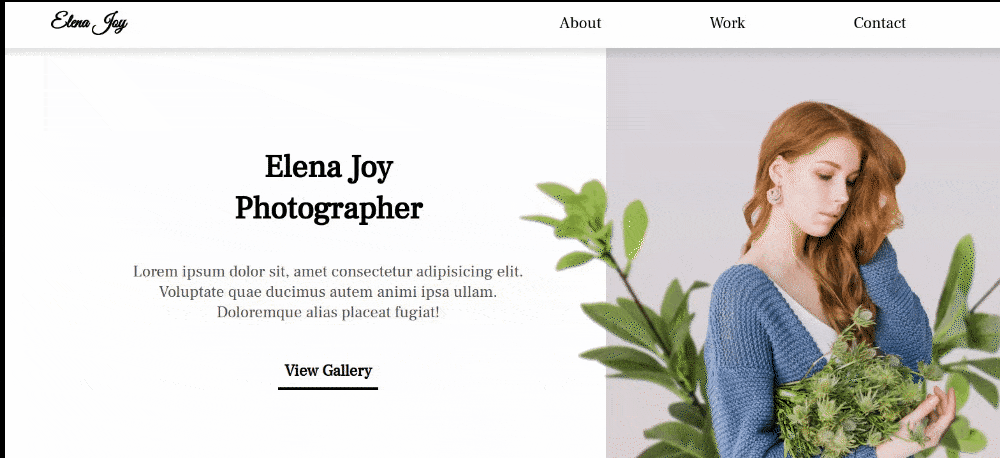 Elena Joy
About
Work
Contact
Elena Joy
Photographer
Lorem ipsum dolor sit, amet consectetur adipisicing elit.
Voluptate quae ducimus autem animi ipsa ullam.
Doloremque alias placeat fugiat!
View Gallery